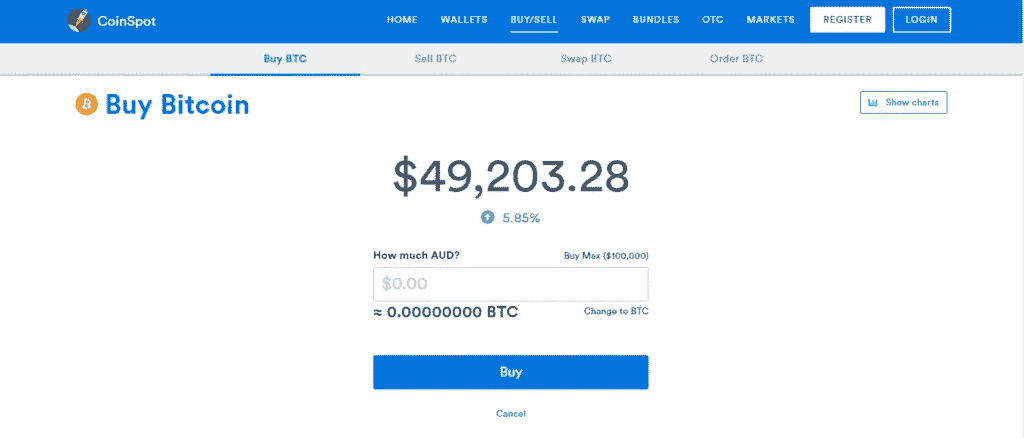 CoinSpot HOME WALLETS BUY/SELL SWAP BUNDLES OTC MARKETS REGISTER LOGIN
Buy BTC Sell BTC Swap BTC Order BTC
Buy Bitcoin Show charts
$49,203.28
5.85%
How much AUD? Buy Max ($100,000)
$0.00
≈ 0.00000000 BTC Change to BTC
Buy
Cancel